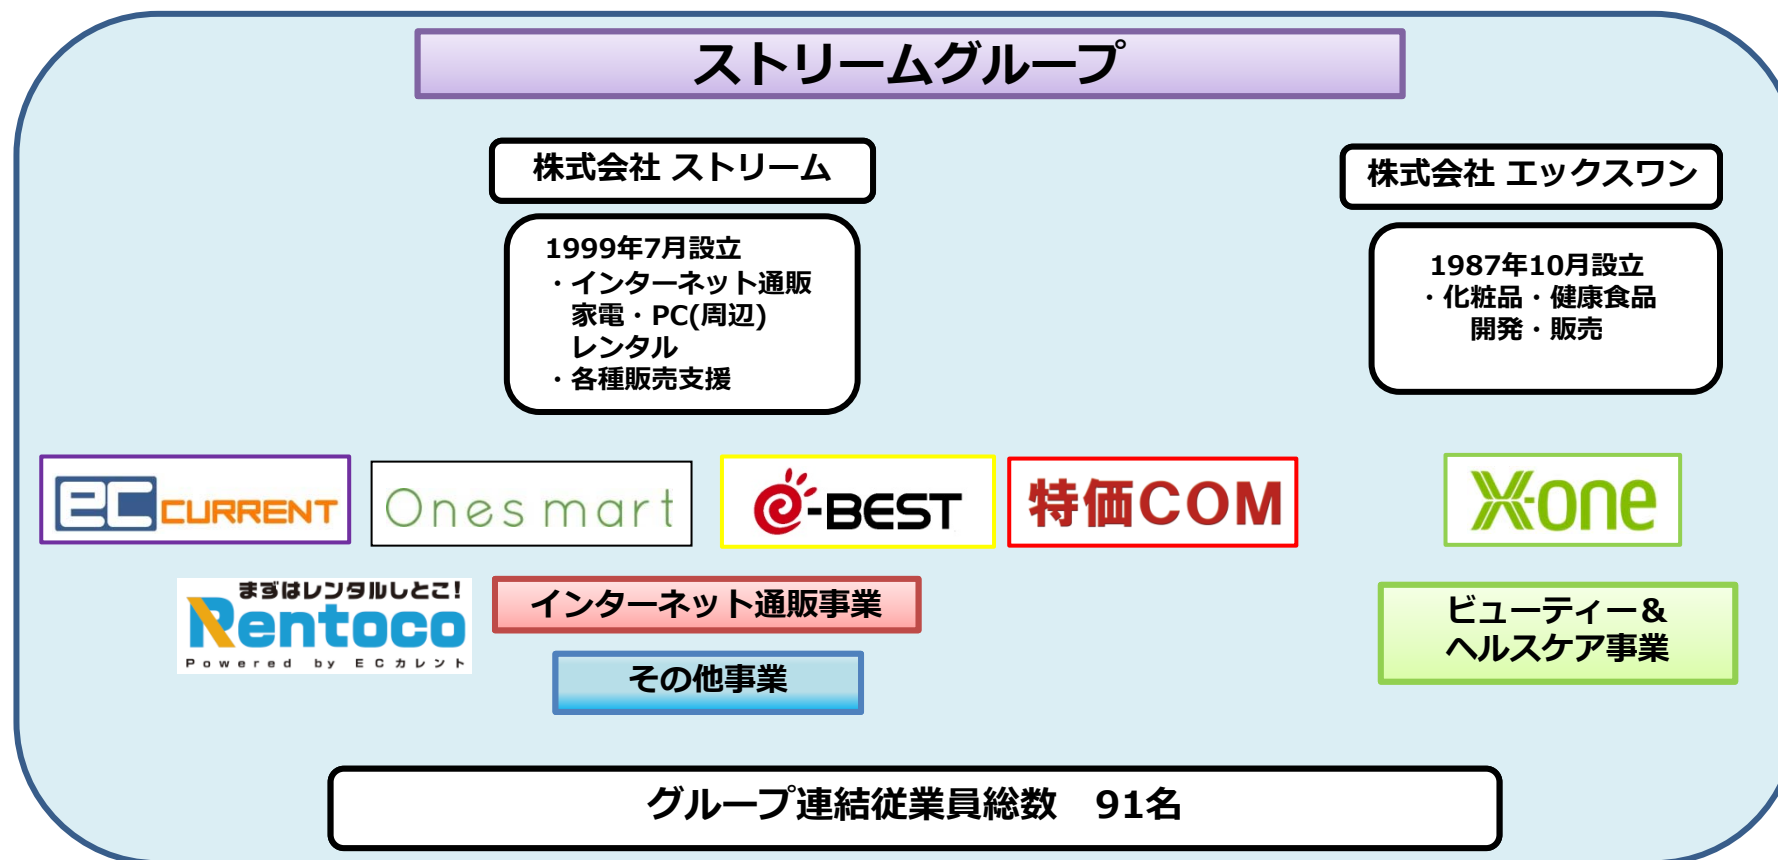 ストリームグループ
株式会社 ストリーム
1999年7月設立
・インターネット通販
家電・PC(周辺)
レンタル
・各種販売支援
株式会社 エックスワン
1987年10月設立
・化粧品・健康食品
開発・販売
eC CURRENT
Onesmart
e-BEST
特価COM
X-one
まずはレンタルしとこ!
Rentoco
Powered by ECカレント
インターネット通販事業
その他事業
ビューティー&
ヘルスケア事業
グループ連結従業員総数 91名